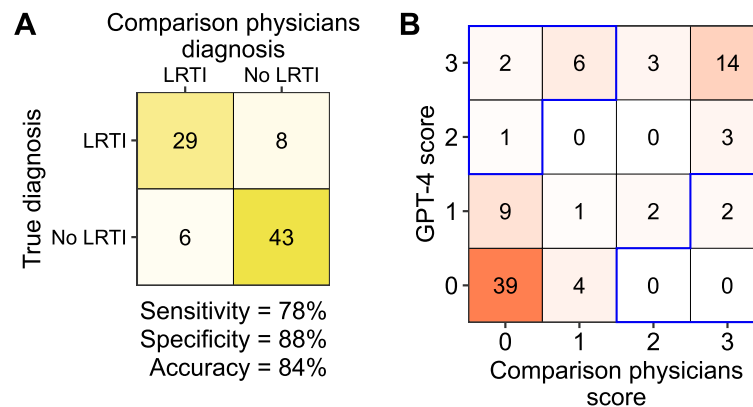 A
Comparison physicians
diagnosis
LRTI No LRTI
True diagnosis
LRTI 29 8
No LRTI 6 43
Sensitivity = 78%
Specificity = 88%
Accuracy = 84%
B
GPT-4 score
3 2 6 3 14
2 1 0 0 3
1 9 1 2 2
0 39 4 0 0
0 1 2 3
Comparison physicians
score